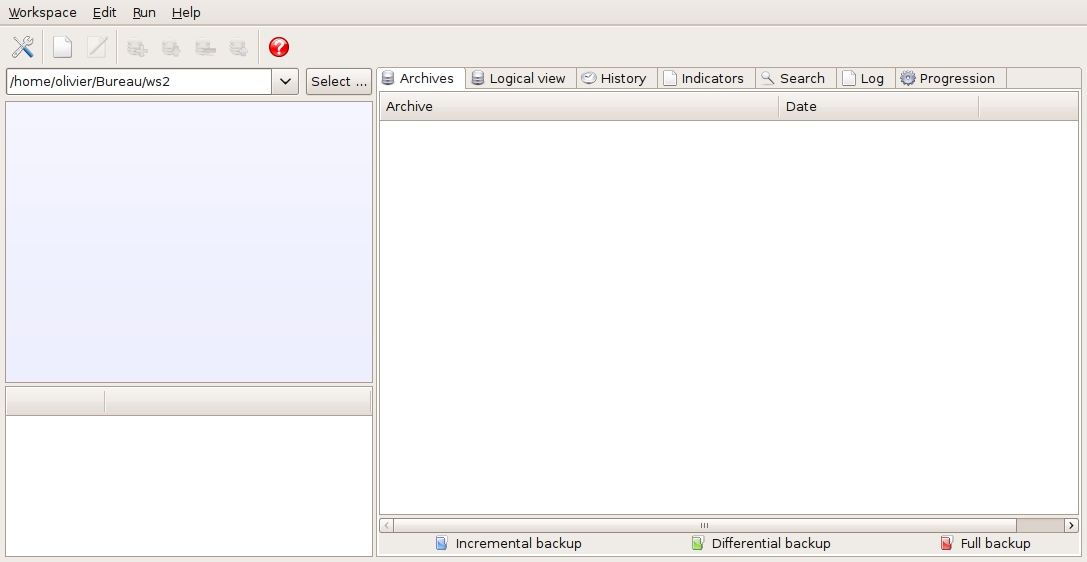 Workspace Edit Run Help
?
/home/olivier/Bureau/ws2 Select ... Archives Logical view History Indicators Search Log Progression
Archive Date
Incremental backup Differential backup Full backup